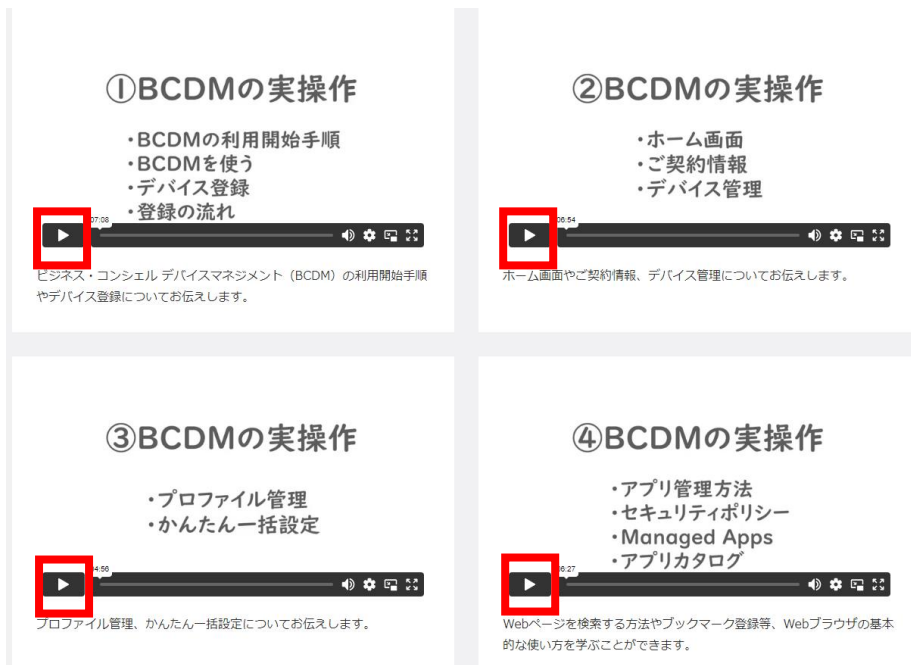 ①BCDMの実操作
・BCDMの利用開始手順
・BCDMを使う
・デバイス登録
・登録の流れ
07:08
ビジネス・コンシェル デバイスマネジメント（BCDM）の利用開始手順
やデバイス登録についてお伝えします。
②BCDMの実操作
・ホーム画面
・ご契約情報
・デバイス管理
06:54
ホーム画面やご契約情報、デバイス管理についてお伝えします。
③BCDMの実操作
・プロファイル管理
・かんたん一括設定
4:56
プロファイル管理、かんたん一括設定についてお伝えします。
④BCDMの実操作
・アプリ管理方法
・セキュリティポリシー
・Managed Apps
・アプリカタログ
6:27
Webページを検索する方法やブックマーク登録等、Webブラウザの基本
的な使い方を学ぶことができます。